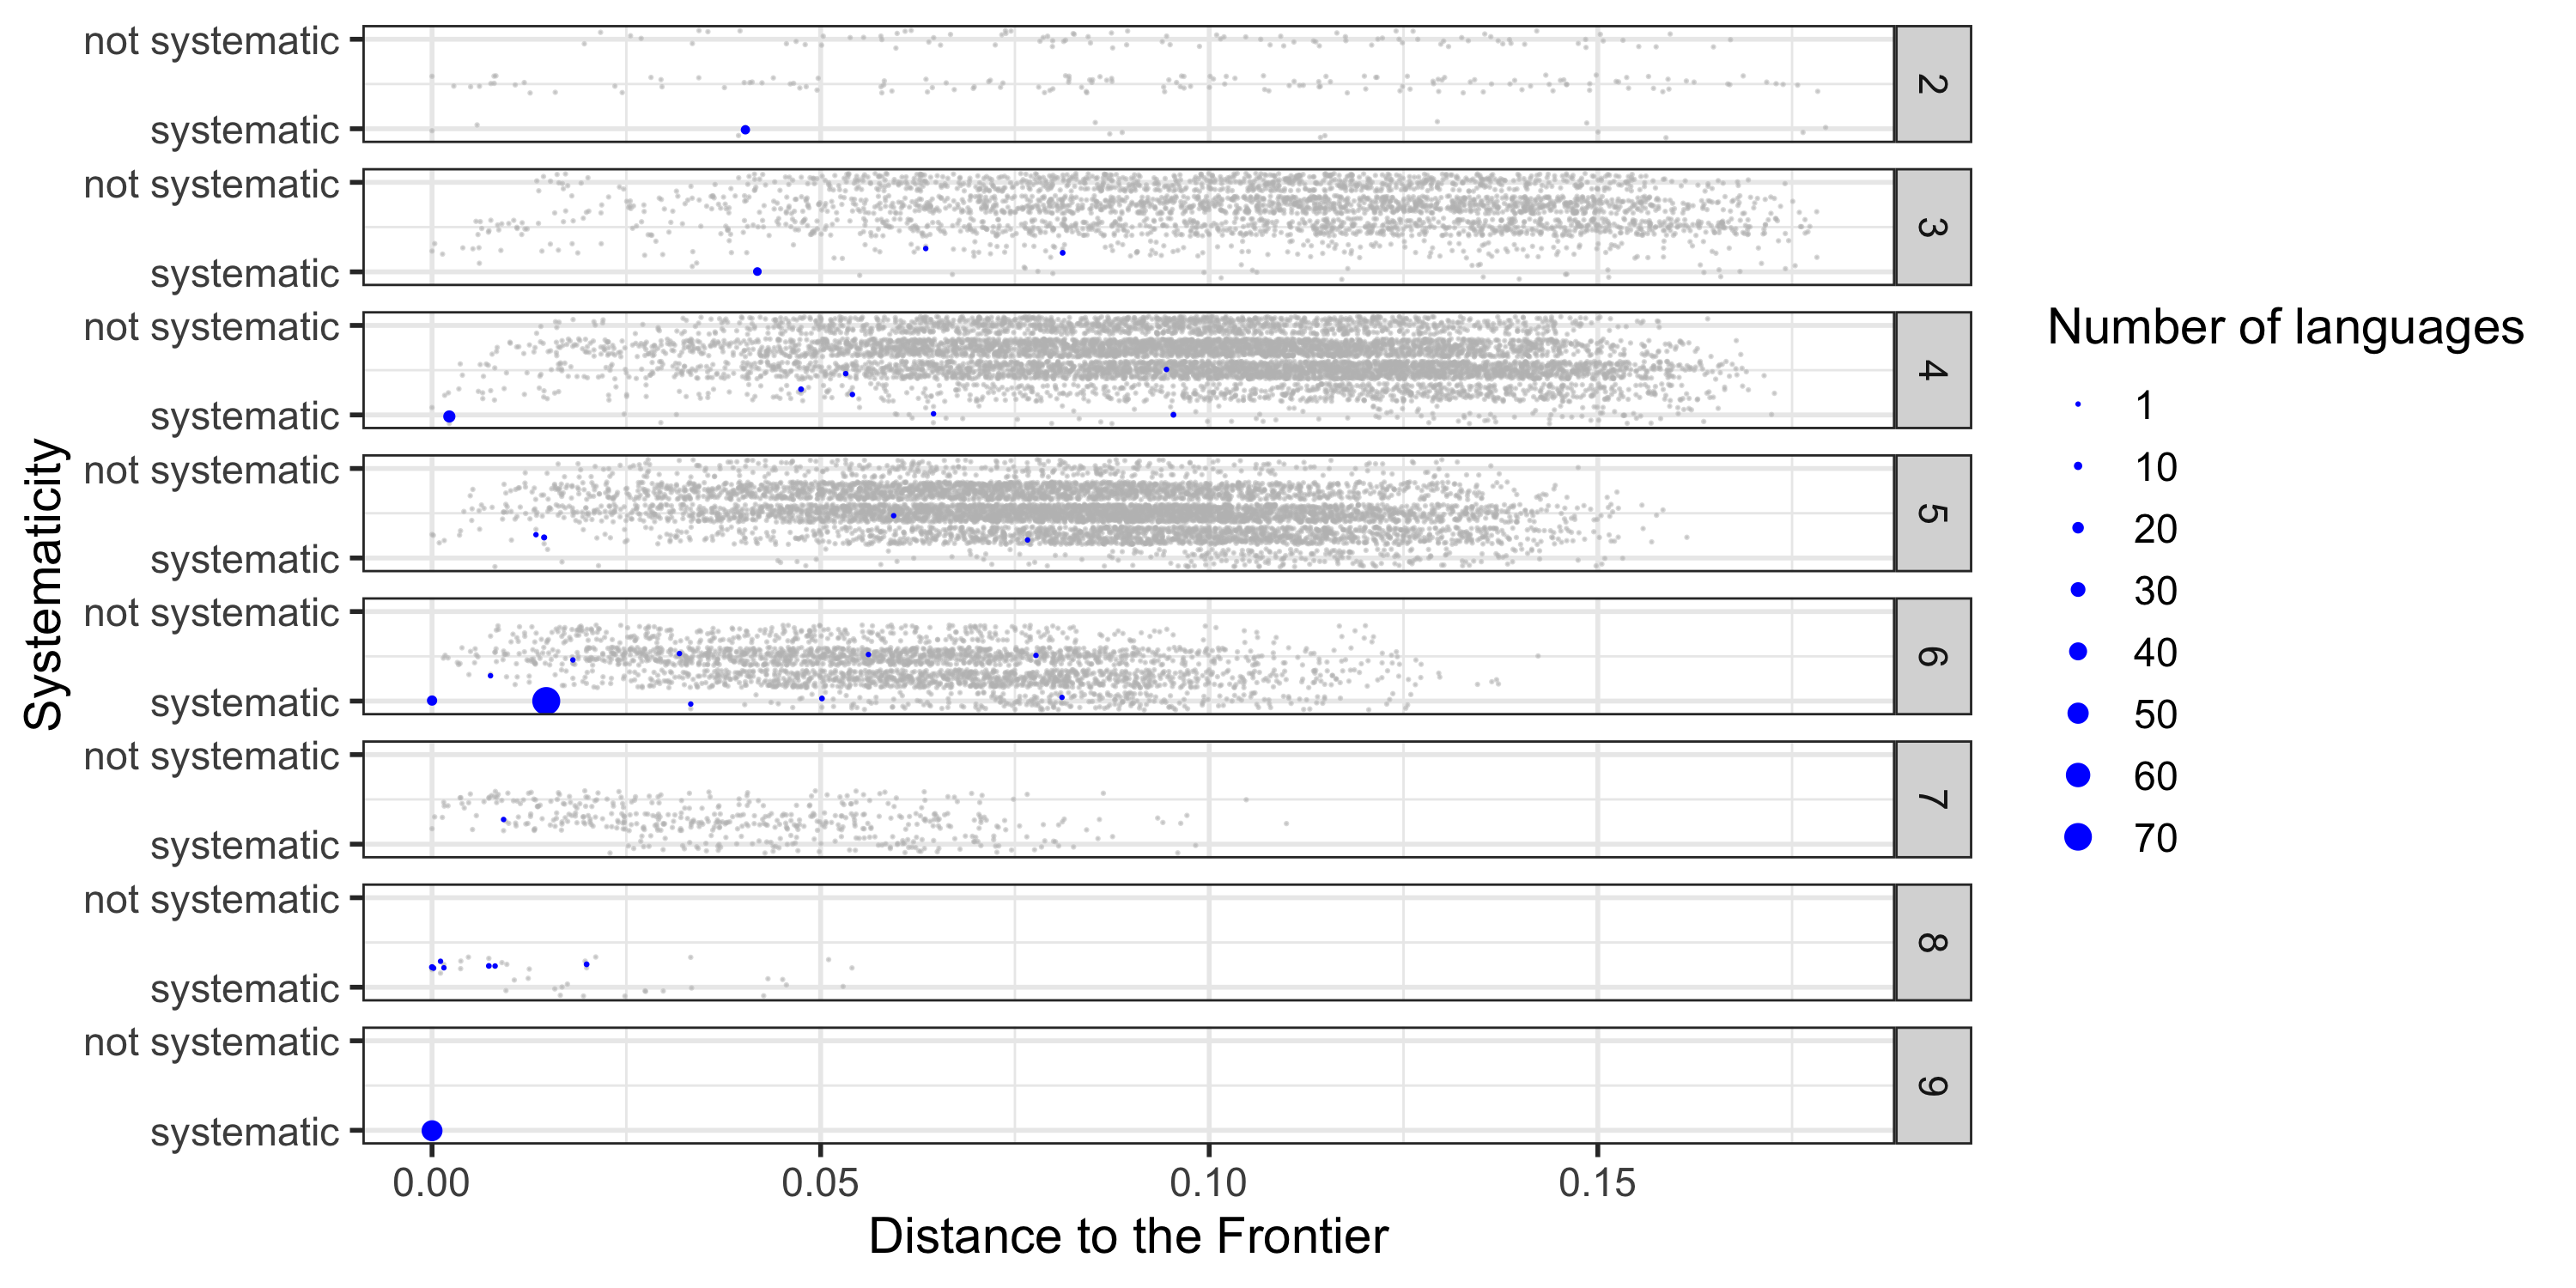 not systematic
systematic
2
not systematic
systematic
3
not systematic
systematic
4
not systematic
systematic
5
not systematic
systematic
6
not systematic
systematic
7
not systematic
systematic
8
not systematic
systematic
9
0.00 0.05 0.10 0.15
Distance to the Frontier
Systematicity
Number of languages
1
10
20
30
40
50
60
70